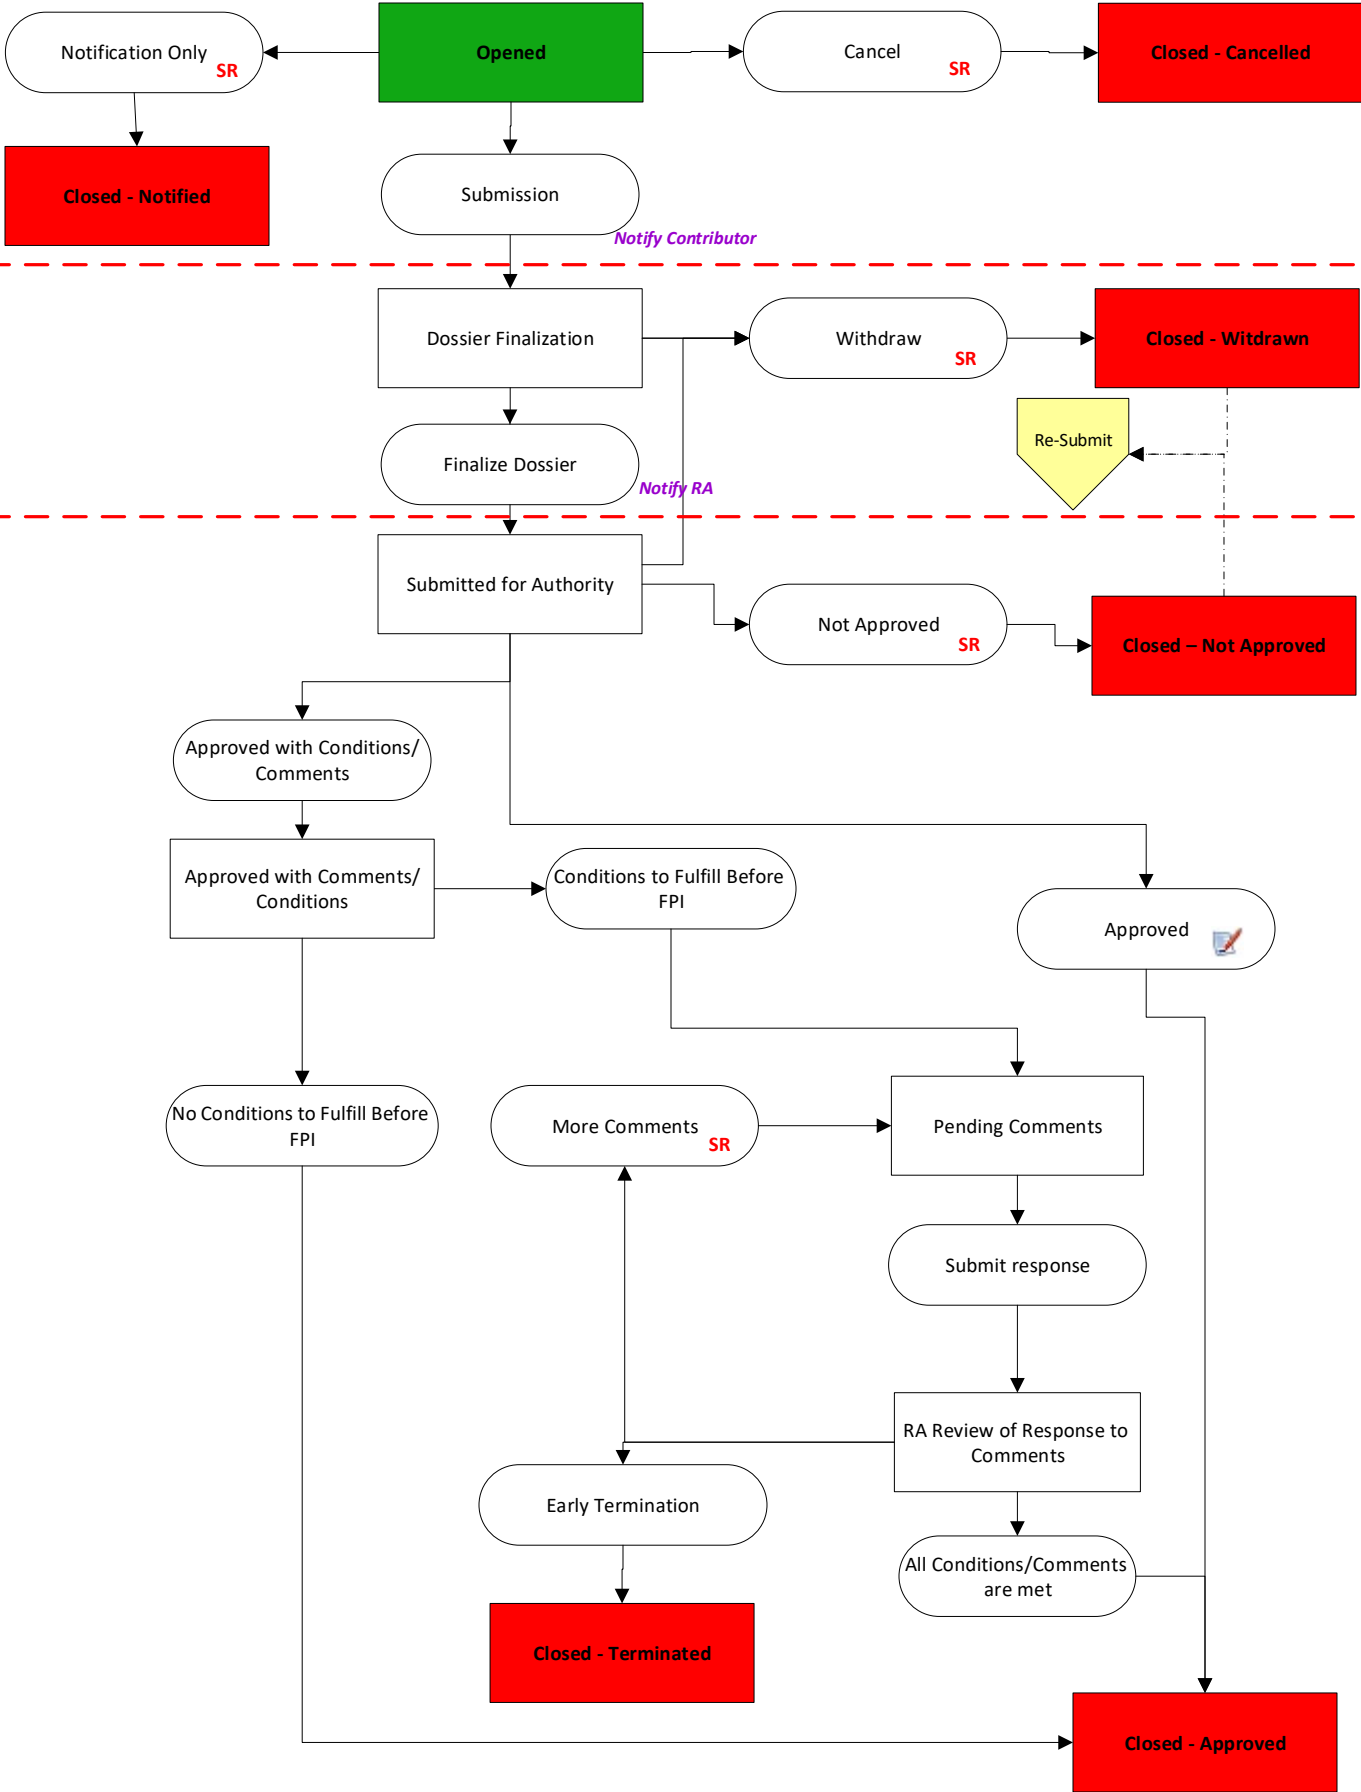 Notification Only
SR
Opened
Cancel
SR
Closed - Cancelled
Closed - Notified
Submission
Notify Contributor
Dossier Finalization
Withdraw
SR
Closed - Witdrawn
Re-Submit
Finalize Dossier
Notify RA
Submitted for Authority
Not Approved
SR
Closed – Not Approved
Approved with Conditions/
Comments
Approved with Comments/
Conditions
Conditions to Fulfill Before
FPI
Approved
No Conditions to Fulfill Before
FPI
More Comments
SR
Pending Comments
Submit response
RA Review of Response to
Comments
Early Termination
All Conditions/Comments
are met
Closed - Terminated
Closed - Approved